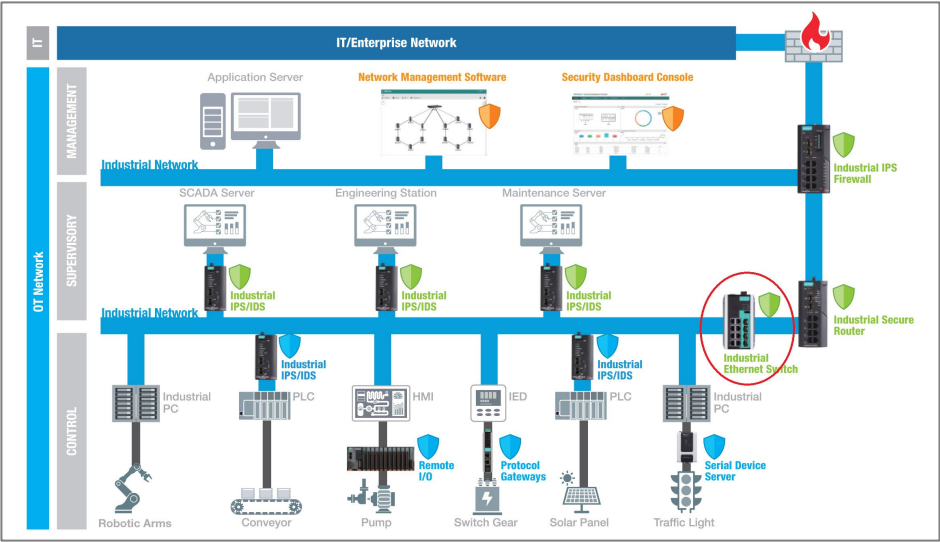 IT
IT/Enterprise Network
OT Network
MANAGEMENT
Application Server
Network Management Software
Security Dashboard Console
Industrial Network
Industrial IPS
Firewall
SUPERVISORY
SCADA Server
Engineering Station
Maintenance Server
Industrial
IPS/IDS
Industrial
IPS/IDS
Industrial
IPS/IDS
Industrial Network
Industrial
Ethernet Switch
Industrial Secure
Router
CONTROL
Industrial
IPS/IDS
Industrial
IPS/IDS
Industrial
PC
PLC
HMI
IED
PLC
Industrial
PC
Remote
I/O
Protocol
Gateways
Serial Device
Server
Robotic Arms
Conveyor
Pump
Switch Gear
Solar Panel
Traffic Light